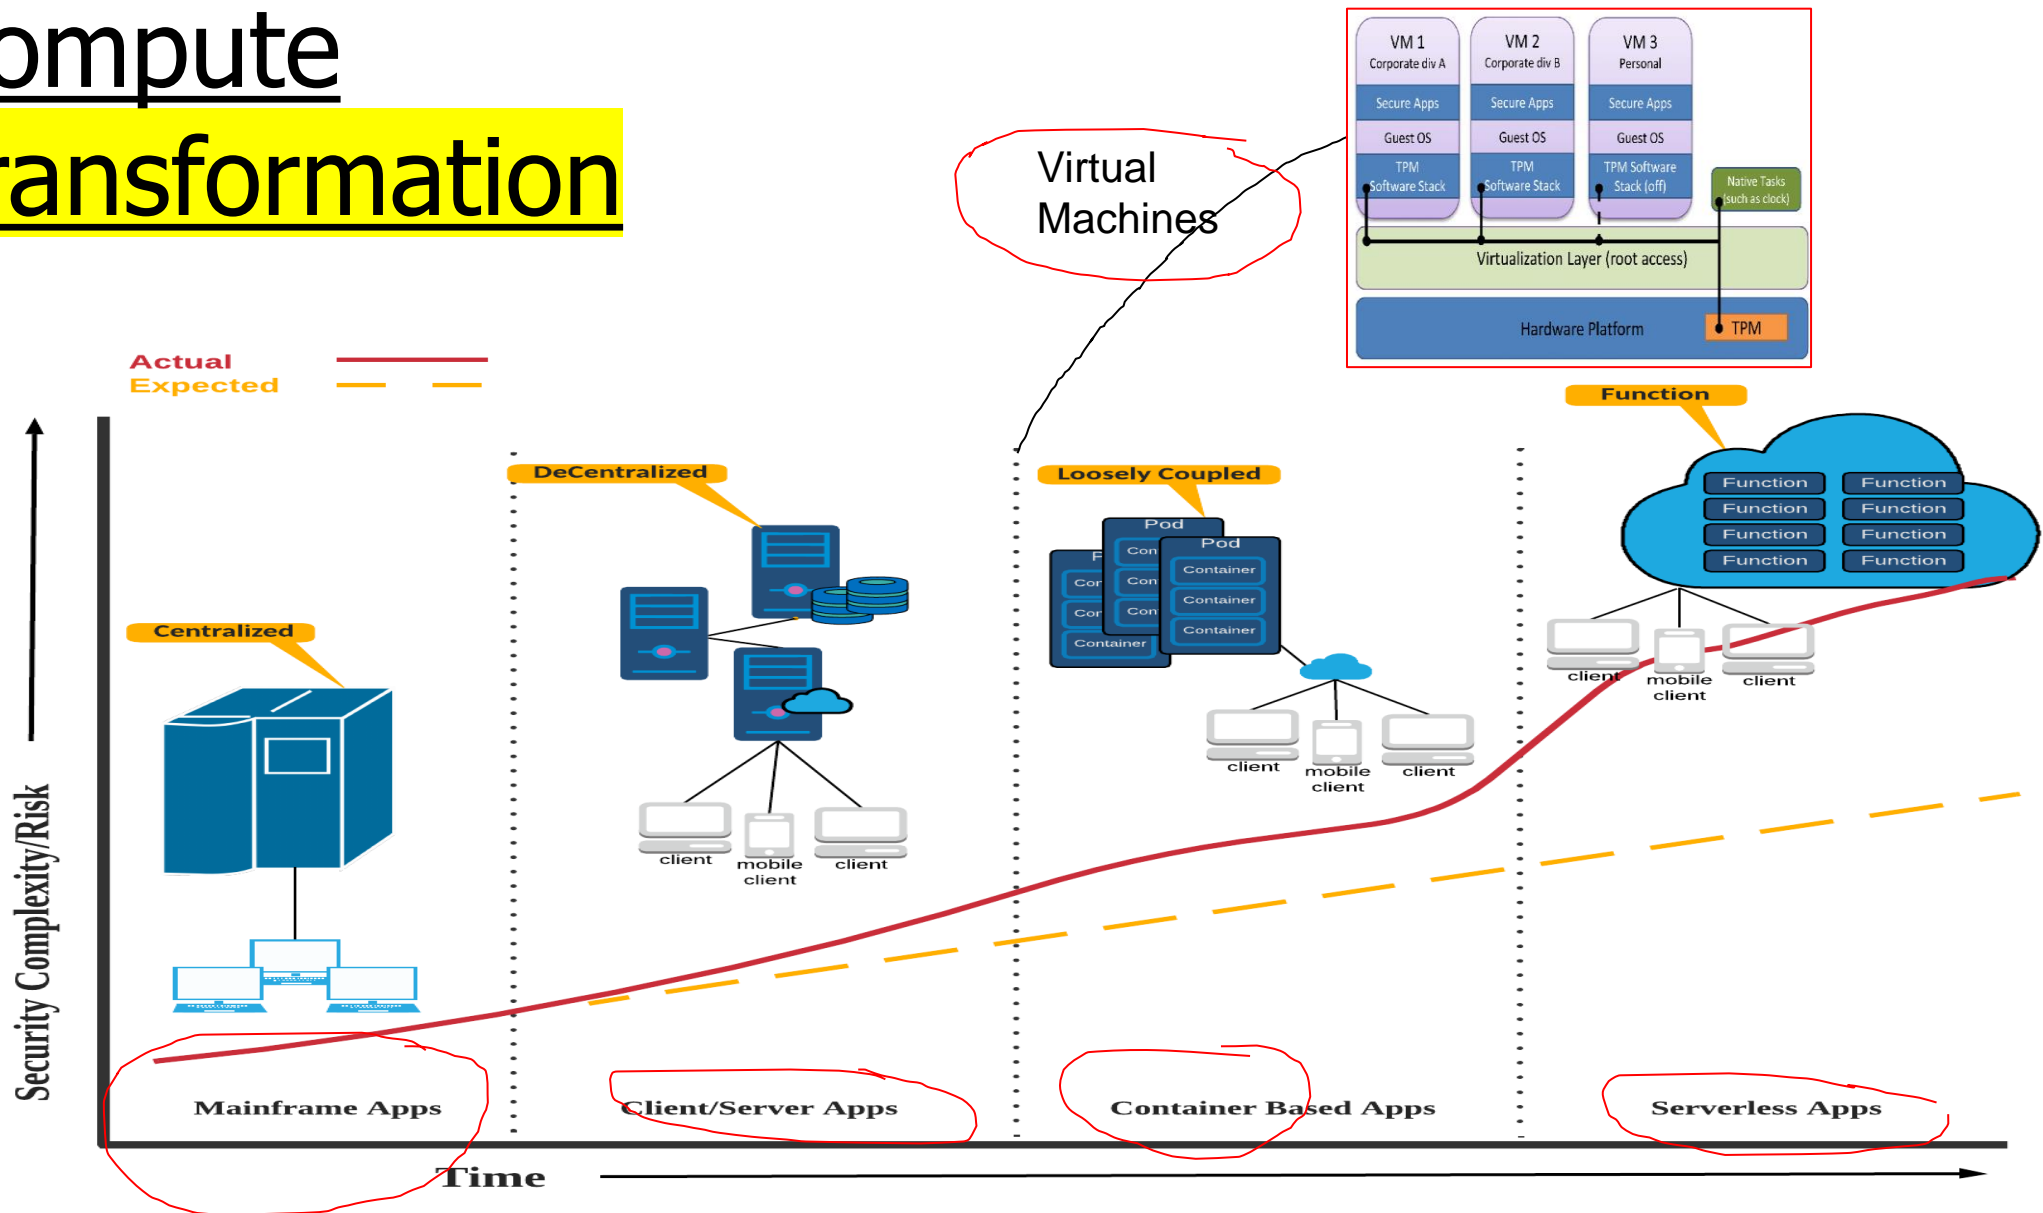 ompute
ransformation
Virtual
Machines
VM 1
Corporate div A
Secure Apps
Guest OS
TPM
Software Stack
VM 2
Corporate div B
Secure Apps
Guest OS
TPM
Software Stack
VM 3
Personal
Secure Apps
Guest OS
TPM Software
Stack (off)
Native Tasks
(such as clock)
Virtualization Layer (root access)
Hardware Platform
TPM
Actual
Expected
Security Complexity/Risk
Centralized
Mainframe Apps
DeCentralized
client
mobile
client
client
Client/Server Apps
Loosely Coupled
P
Con
Con
Container
Pod
Con
Con
Con
Pod
Container
Container
Container
client
mobile
client
client
Container Based Apps
Function
Function
Function
Function
Function
Function
Function
Function
Function
client
mobile
client
client
Serverless Apps
Time